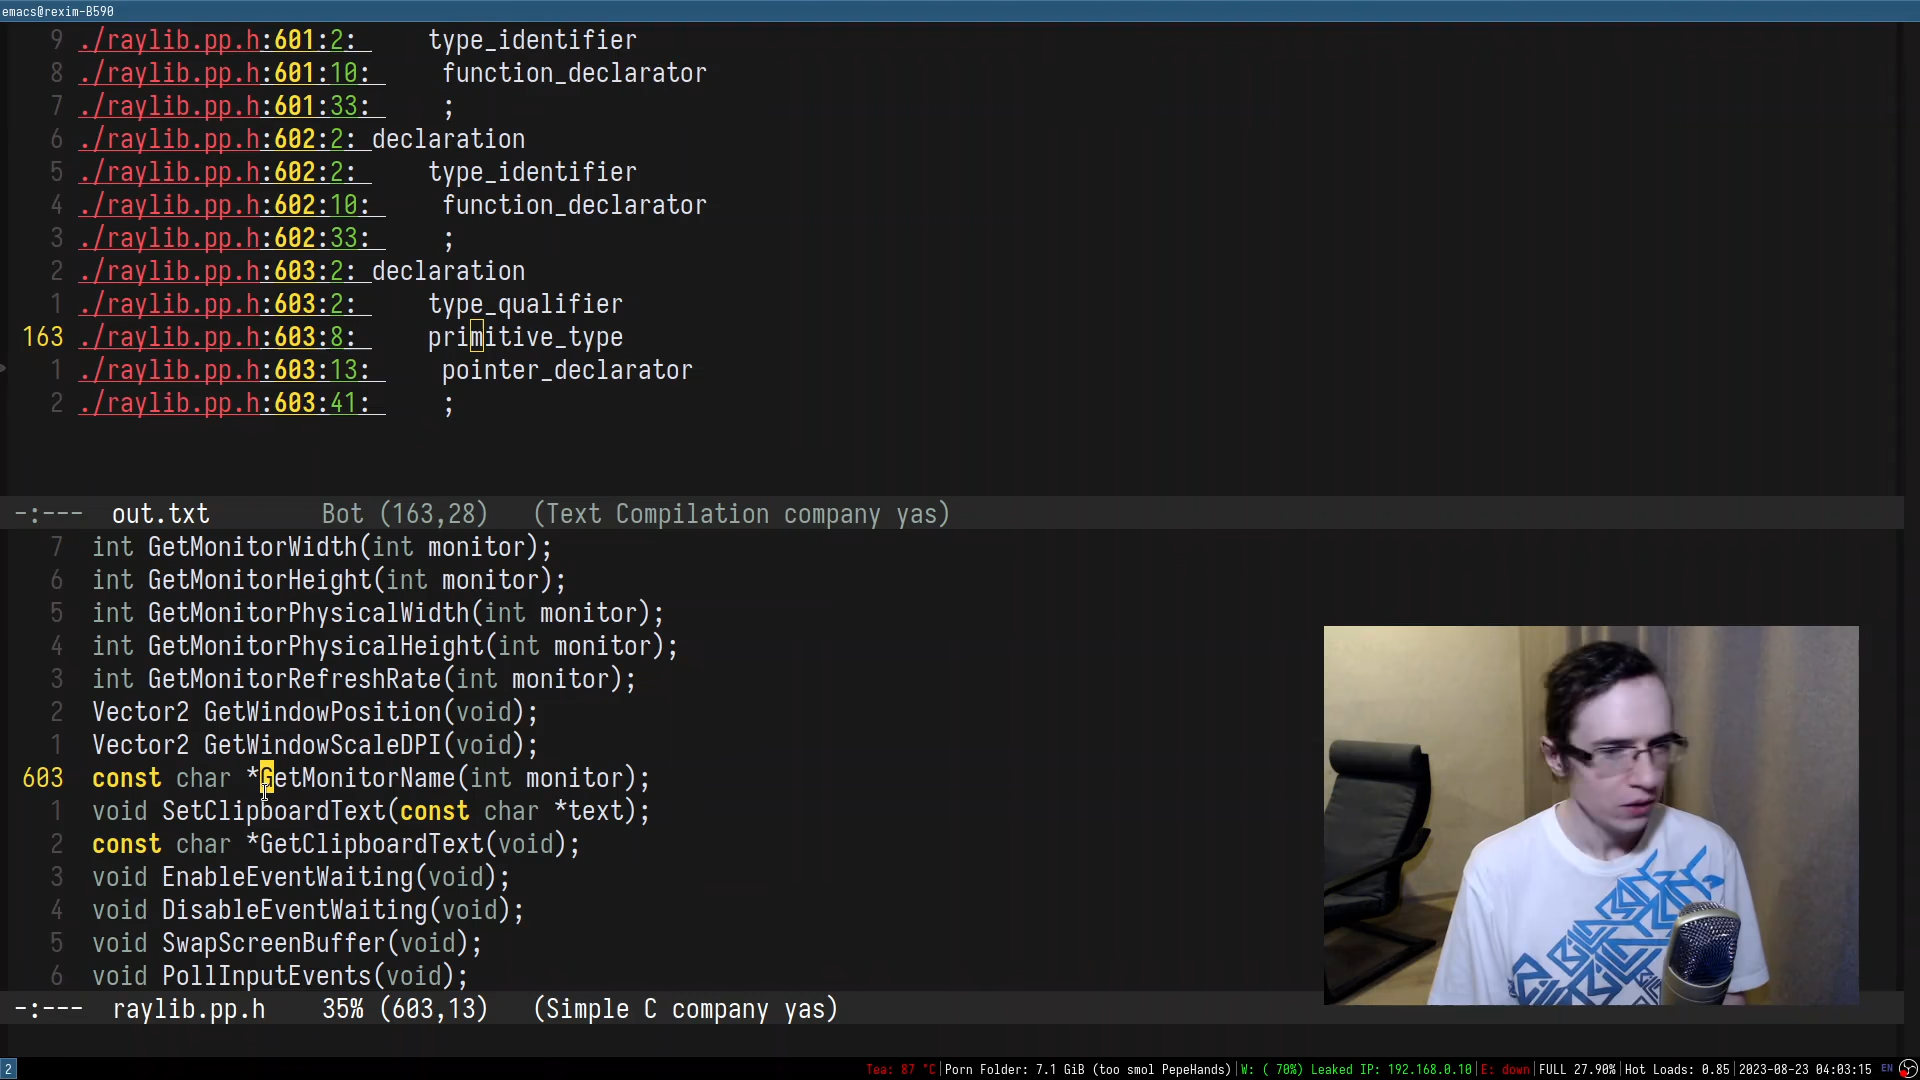 emacs@rexim-B590
9 ./raylib.pp.h:601:2: type_identifier
8 ./raylib.pp.h:601:10: function_declarator
7 ./raylib.pp.h:601:33: ;
6 ./raylib.pp.h:602:2: declaration
5 ./raylib.pp.h:602:2: type_identifier
4 ./raylib.pp.h:602:10: function_declarator
3 ./raylib.pp.h:602:33: ;
2 ./raylib.pp.h:603:2: declaration
1 ./raylib.pp.h:603:2: type_qualifier
163 ./raylib.pp.h:603:8: primitive_type
1 ./raylib.pp.h:603:13: pointer_declarator
2 ./raylib.pp.h:603:41: ;
-:--- out.txt Bot (163,28) (Text Compilation company yas)
7 int GetMonitorWidth(int monitor);
6 int GetMonitorHeight(int monitor);
5 int GetMonitorPhysicalWidth(int monitor);
4 int GetMonitorPhysicalHeight(int monitor);
3 int GetMonitorRefreshRate(int monitor);
2 Vector2 GetWindowPosition(void);
1 Vector2 GetWindowScaleDPI(void);
603 const char *GetMonitorName(int monitor);
1 void SetClipboardText(const char *text);
2 const char *GetClipboardText(void);
3 void EnableEventWaiting(void);
4 void DisableEventWaiting(void);
5 void SwapScreenBuffer(void);
6 void PollInputEvents(void);
-:--- raylib.pp.h 35% (603,13) (Simple C company yas)
2 Tea: 87 °C|Porn Folder: 7.1 GiB (too smol PepeHands)|W: ( 70%) Leaked IP: 192.168.0.10|E: down|FULL 27.90%|Hot Loads: 0.85|2023-08-23 04:03:15 EN